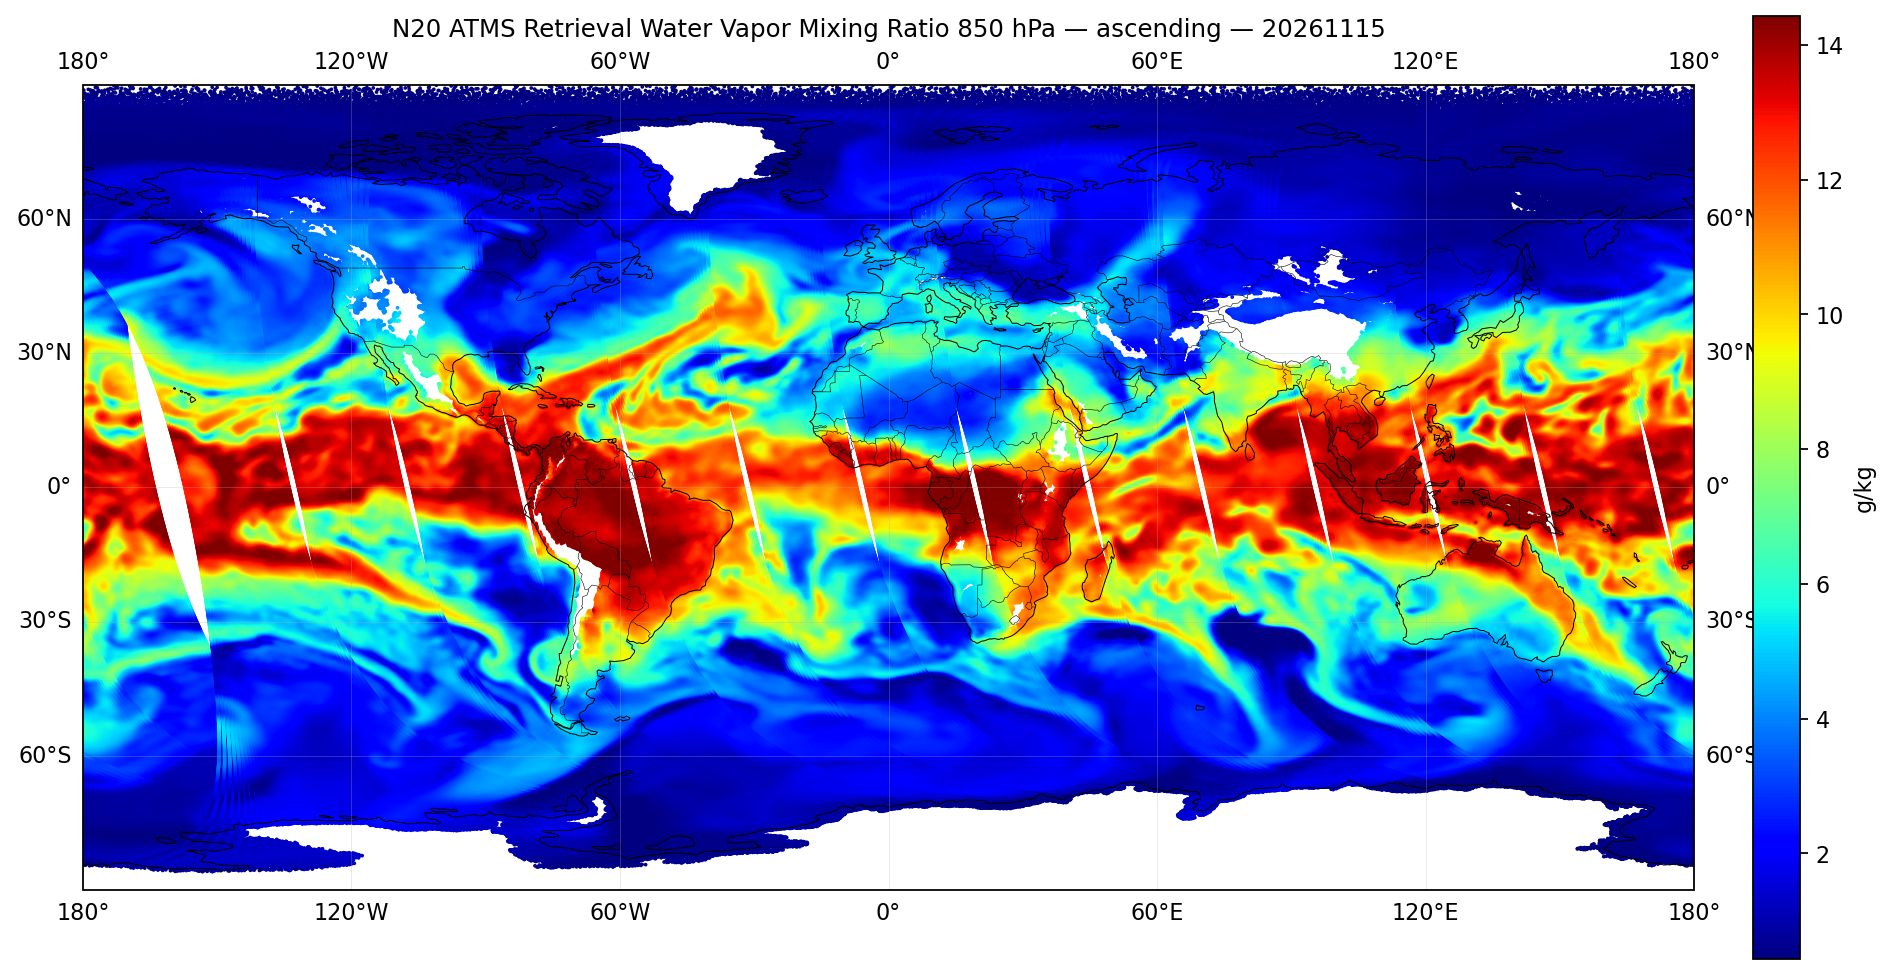 N20 ATMS Retrieval Water Vapor Mixing Ratio 850 hPa — ascending — 20261115
180° 120°W 60°W 0° 60°E 120°E 180°
14
12
10
8
6
4
2
g/kg
60°N 60°N
30°N 30°N
0° 0°
30°S 30°S
60°S 60°S
180° 120°W 60°W 0° 60°E 120°E 180°